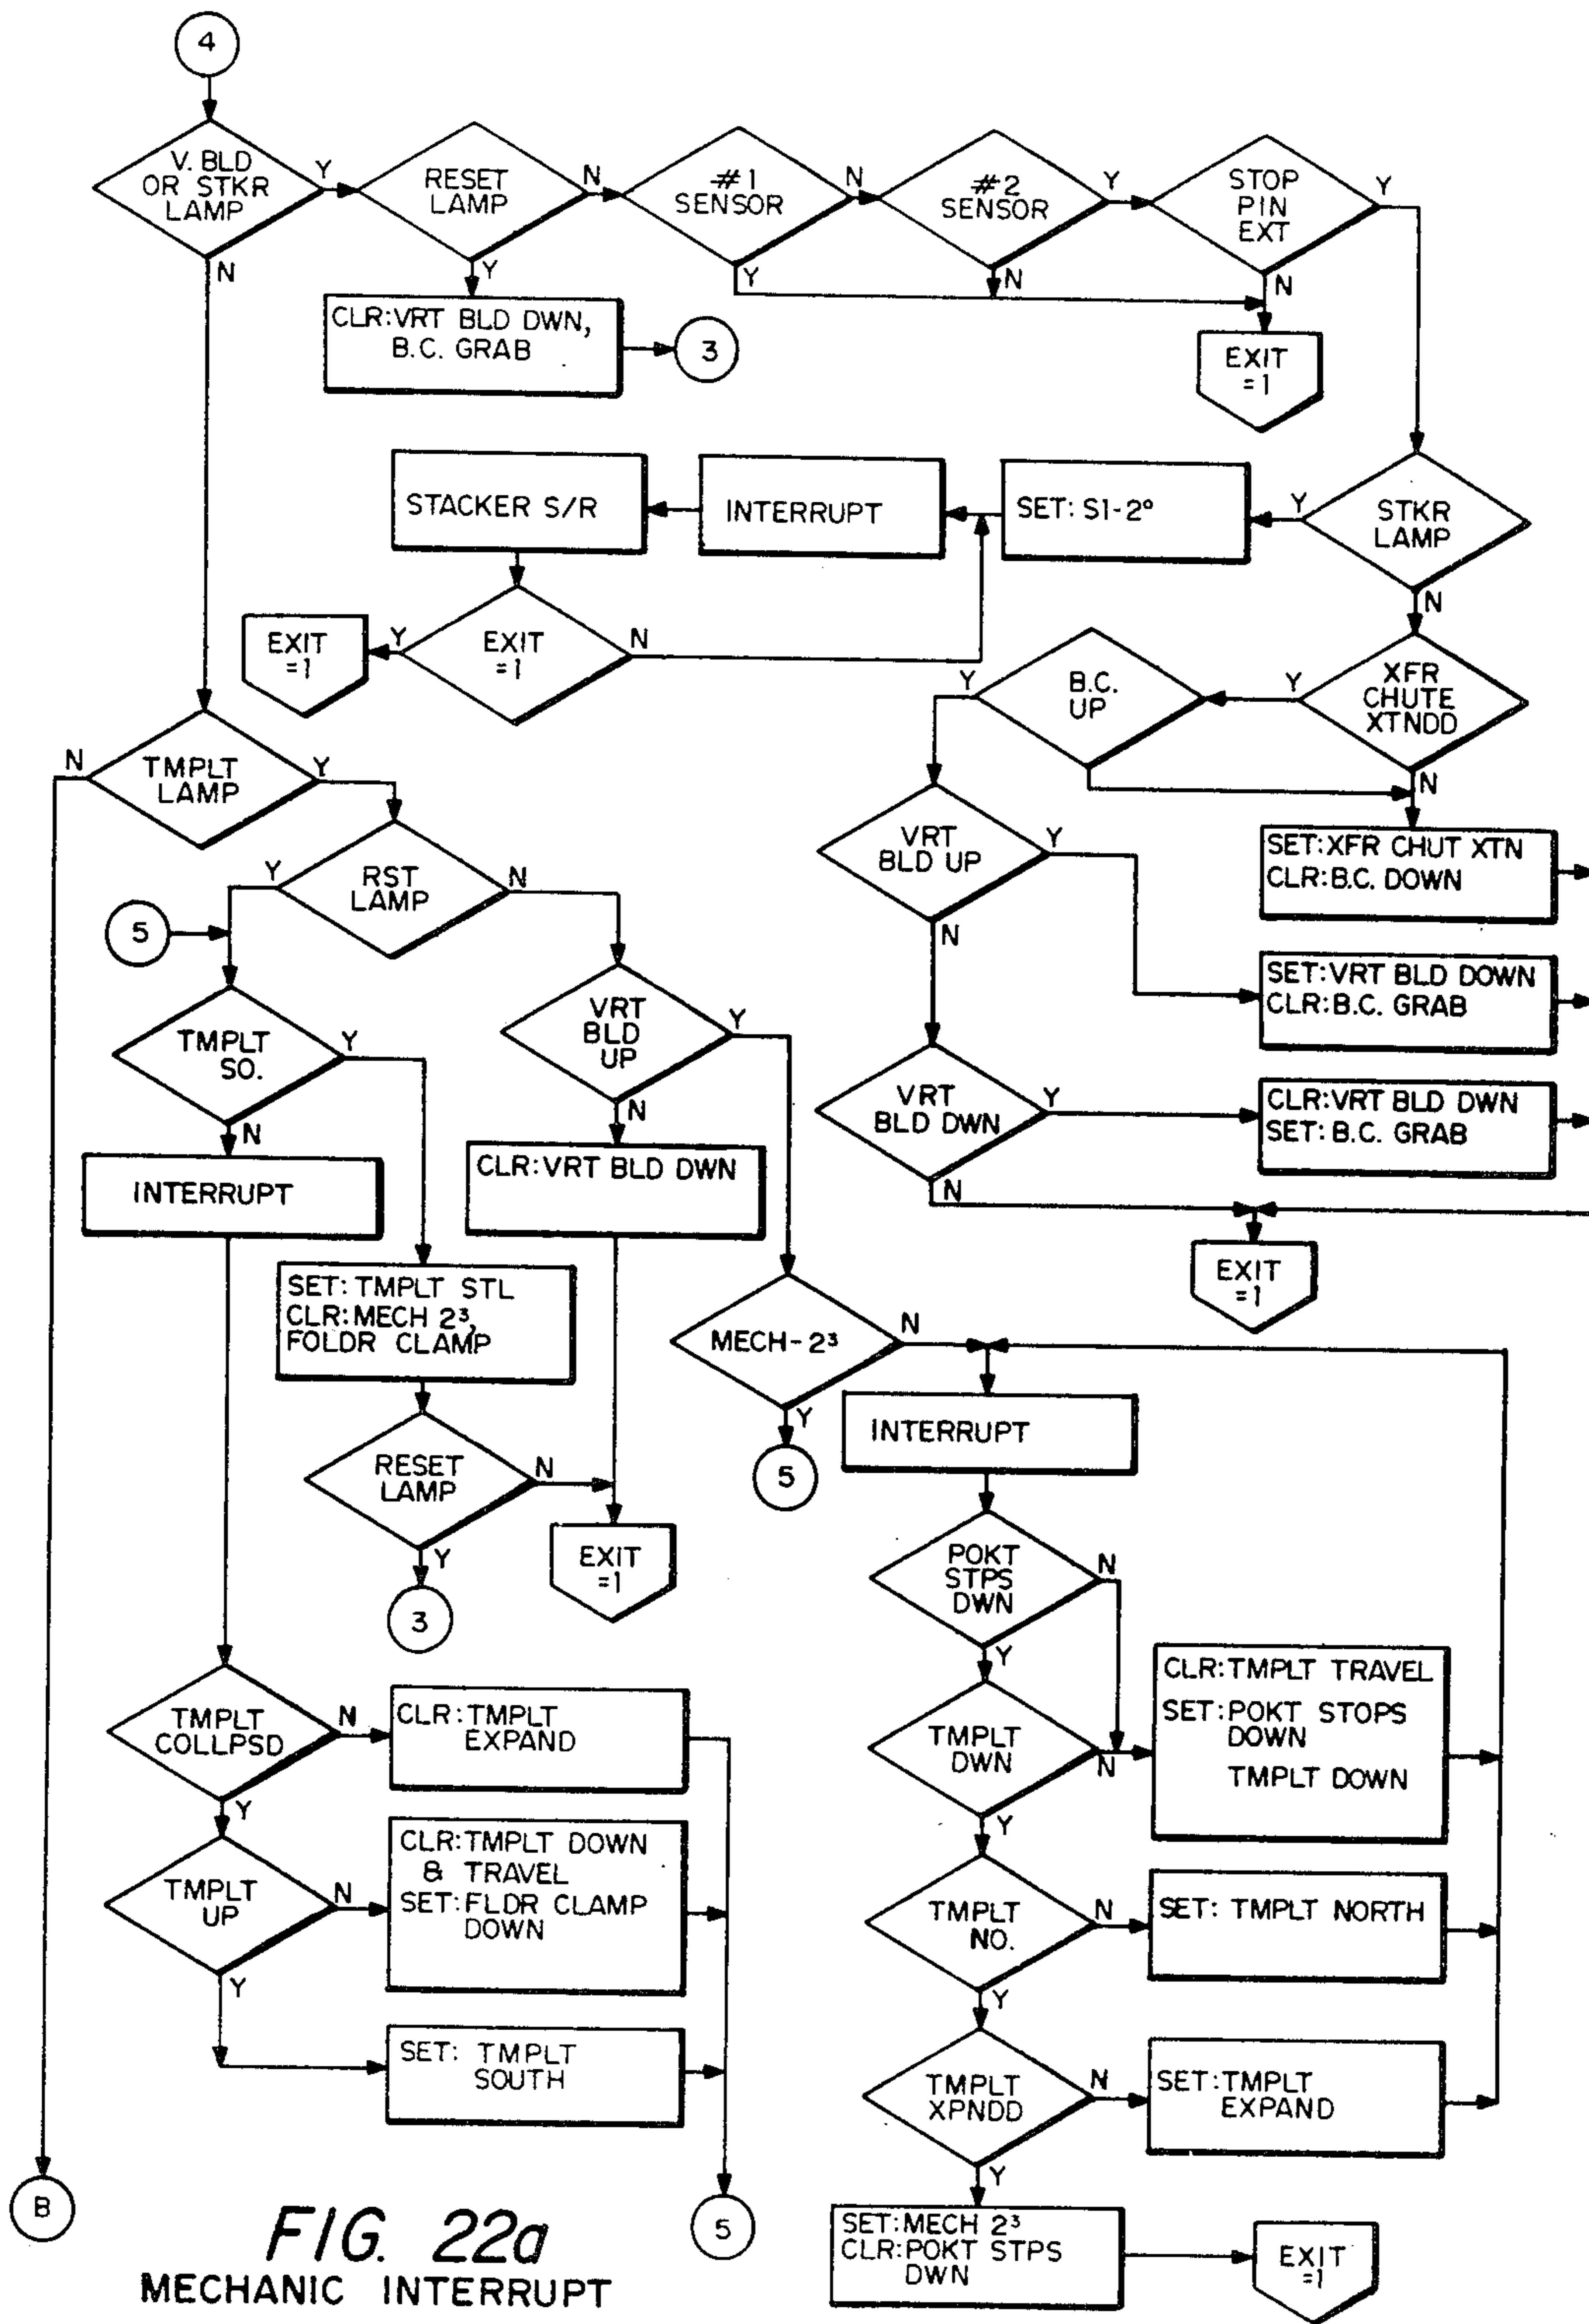 4
V. BLD
OR STKR
LAMP
Y
N
RESET
LAMP
N
Y
#1
SENSOR
N
Y
#2
SENSOR
Y
N
STOP
PIN
EXT
Y
N
CLR:VRT BLD DWN,
B.C. GRAB
3
EXIT
=1
STACKER S/R
INTERRUPT
SET: S1-2°
Y
STKR
LAMP
N
EXIT
=1
Y
EXIT
=1
N
B.C.
UP
Y
XFR
CHUTE
XTNDD
Y
N
TMPLT
LAMP
N
Y
VRT
BLD UP
Y
N
SET:XFR CHUT XTN
CLR:B.C. DOWN
RST
LAMP
Y
N
5
SET:VRT BLD DOWN
CLR:B.C. GRAB
TMPLT
SO.
Y
N
VRT
BLD
UP
Y
N
VRT
BLD DWN
Y
N
CLR:VRT BLD DWN
SET:B.C. GRAB
INTERRUPT
CLR:VRT BLD DWN
EXIT
=1
SET:TMPLT STL
CLR:MECH 2³,
FOLDR CLAMP
MECH-2³
N
Y
5
INTERRUPT
RESET
LAMP
N
Y
3
EXIT
=1
POKT
STPS
DWN
N
Y
TMPLT
COLLPSD
N
Y
CLR:TMPLT
EXPAND
TMPLT
DWN
N
Y
CLR:TMPLT TRAVEL
SET:POKT STOPS
DOWN
TMPLT DOWN
TMPLT
UP
N
Y
CLR:TMPLT DOWN
& TRAVEL
SET:FLDR CLAMP
DOWN
TMPLT
NO.
N
Y
SET: TMPLT NORTH
SET: TMPLT
SOUTH
TMPLT
XPNDD
N
Y
SET:TMPLT
EXPAND
B
5
SET:MECH 2³
CLR:POKT STPS
DWN
EXIT
=1
FIG. 22a
MECHANIC INTERRUPT